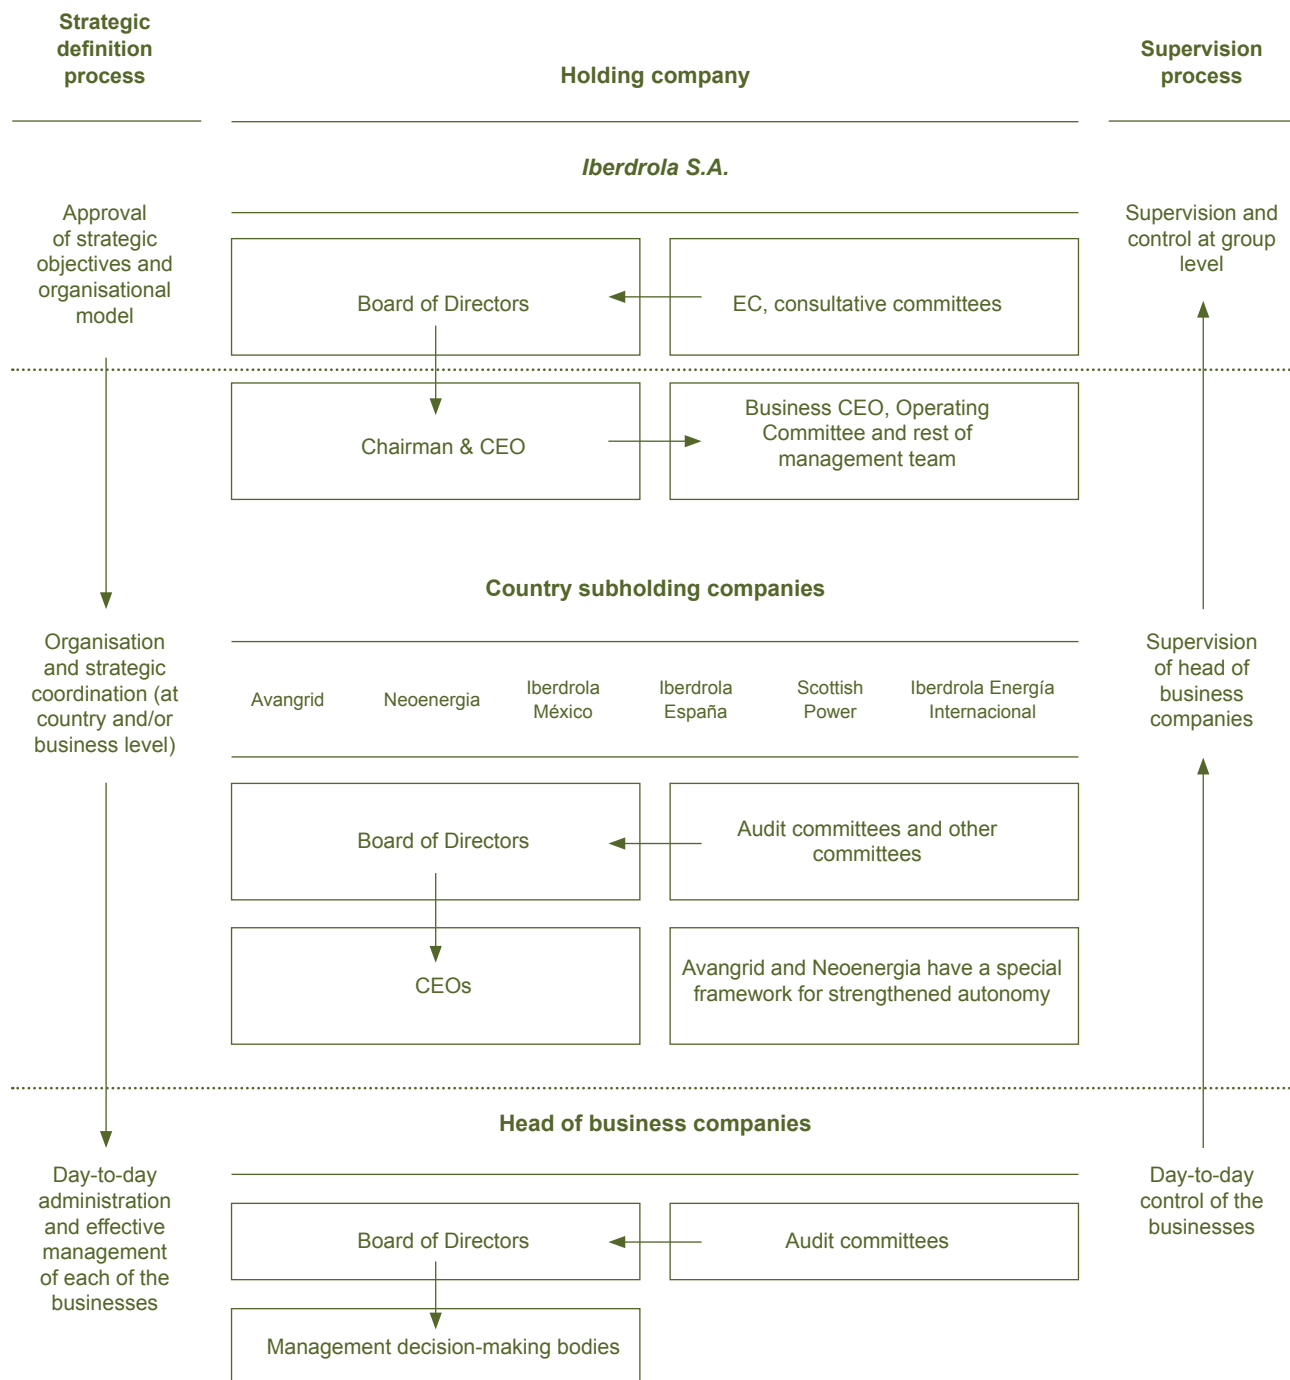 Strategic
definition
process
Holding company
Supervision
process
Iberdrola S.A.
Approval
of strategic
objectives and
organisational
model
Supervision and
control at group
level
Board of Directors
EC, consultative committees
Chairman & CEO
Business CEO, Operating
Committee and rest of
management team
Country subholding companies
Organisation
and strategic
coordination (at
country and/or
business level)
Avangrid
Neoenergia
Iberdrola
México
Iberdrola
España
Scottish
Power
Iberdrola Energía
Internacional
Supervision
of head of
business
companies
Board of Directors
Audit committees and other
committees
CEOs
Avangrid and Neoenergia have a special
framework for strengthened autonomy
Head of business companies
Day-to-day
administration
and effective
management
of each of the
businesses
Board of Directors
Audit committees
Day-to-day
control of the
businesses
Management decision-making bodies